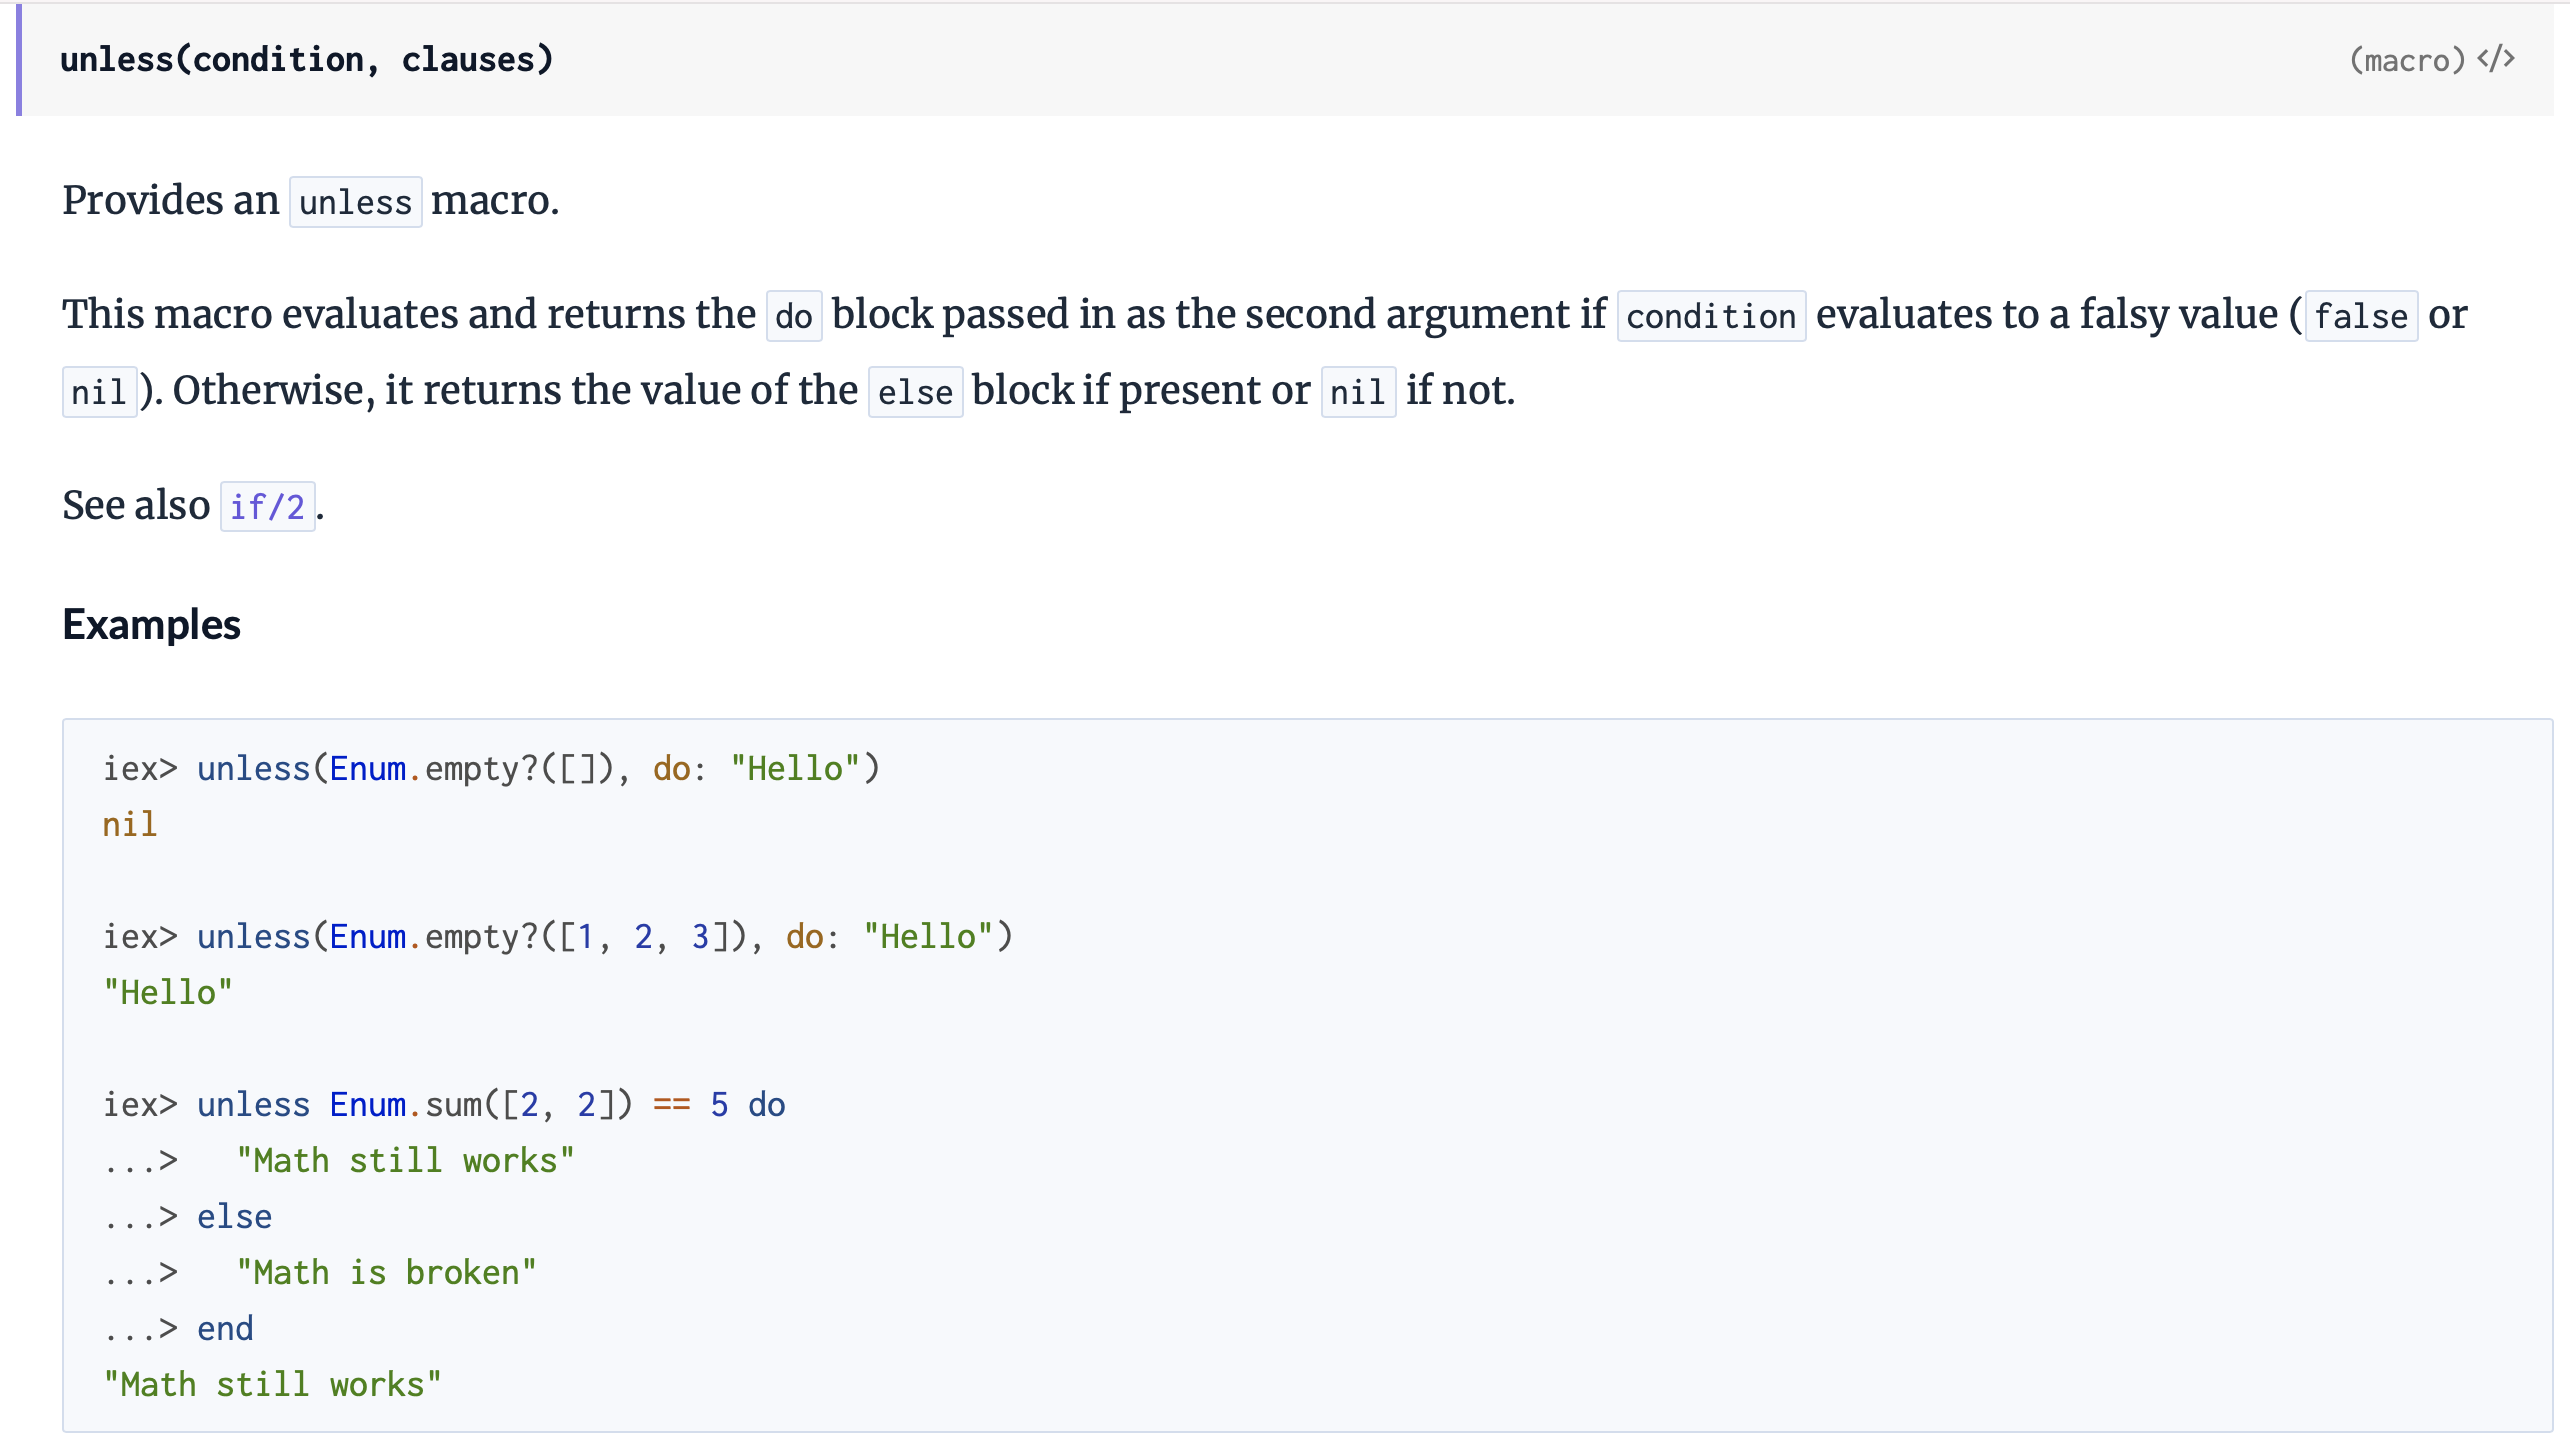 unless(condition, clauses)
(macro) </>
Provides an unless macro.
This macro evaluates and returns the do block passed in as the second argument if condition evaluates to a falsy value (false or
nil). Otherwise, it returns the value of the else block if present or nil if not.
See also if/2.
Examples
iex> unless(Enum.empty?([]), do: "Hello")
nil
iex> unless(Enum.empty?([1, 2, 3]), do: "Hello")
"Hello"
iex> unless Enum.sum([2, 2]) == 5 do
...>   "Math still works"
...> else
...>   "Math is broken"
...> end
"Math still works"